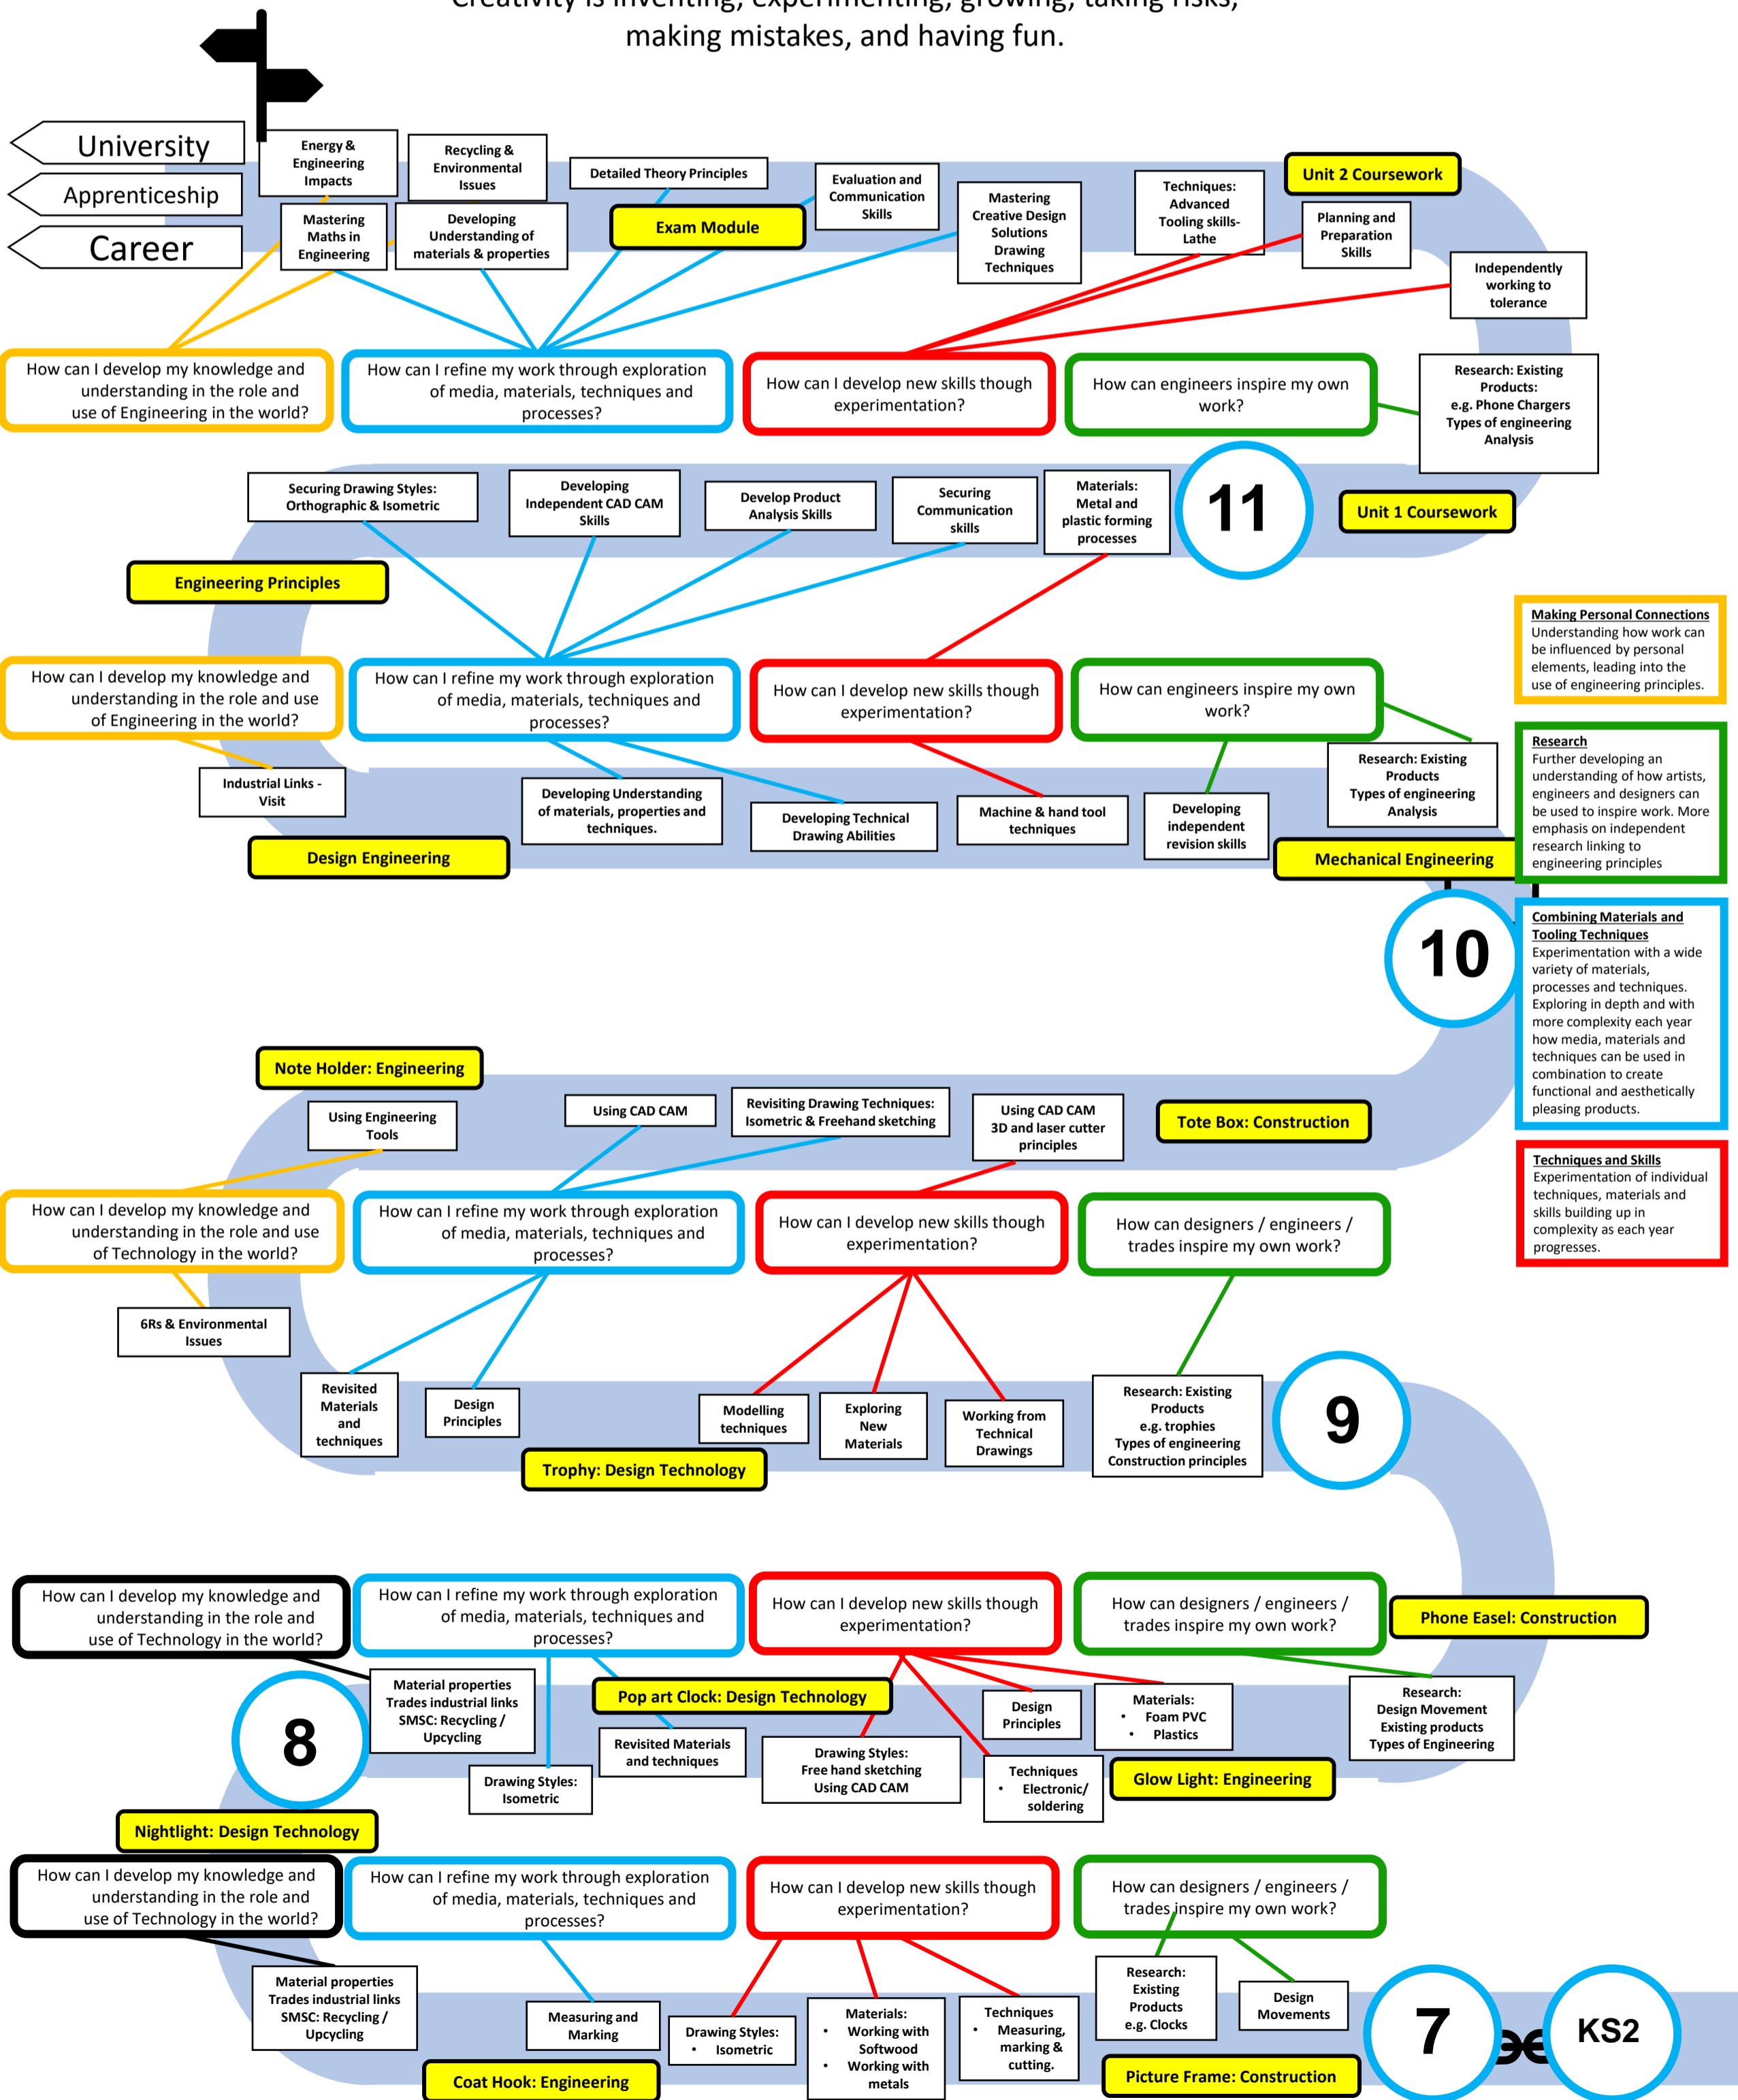 Creativity is inventing, experimenting, growing, taking risks,
making mistakes, and having fun.
University
Apprenticeship
Career
Energy &
Engineering
Impacts
Recycling &
Environmental
Issues
Detailed Theory Principles
Evaluation and
Communication
Skills
Mastering
Creative Design
Solutions
Drawing
Techniques
Techniques:
Advanced
Tooling skills-
Lathe
Unit 2 Coursework
Planning and
Preparation
Skills
Independently
working to
tolerance
Mastering
Maths in
Engineering
Developing
Understanding of
materials & properties
Exam Module
How can I develop my knowledge and
understanding in the role and
use of Engineering in the world?
How can I refine my work through exploration
of media, materials, techniques and
processes?
How can I develop new skills though
experimentation?
How can engineers inspire my own
work?
Research: Existing
Products:
e.g. Phone Chargers
Types of engineering
Analysis
Securing Drawing Styles:
Orthographic & Isometric
Developing
Independent CAD CAM
Skills
Develop Product
Analysis Skills
Securing
Communication
skills
Materials:
Metal and
plastic forming
processes
11
Unit 1 Coursework
Engineering Principles
How can I develop my knowledge and
understanding in the role and use
of Engineering in the world?
How can I refine my work through exploration
of media, materials, techniques and
processes?
How can I develop new skills though
experimentation?
How can engineers inspire my own
work?
Industrial Links -
Visit
Developing Understanding
of materials, properties and
techniques.
Developing Technical
Drawing Abilities
Machine & hand tool
techniques
Developing
independent
revision skills
Research: Existing
Products
Types of engineering
Analysis
Design Engineering
Mechanical Engineering
10
Making Personal Connections
Understanding how work can
be influenced by personal
elements, leading into the
use of engineering principles.
Research
Further developing an
understanding of how artists,
engineers and designers can
be used to inspire work. More
emphasis on independent
research linking to
engineering principles
Combining Materials and
Tooling Techniques
Experimentation with a wide
variety of materials,
processes and techniques.
Exploring in depth and with
more complexity each year
how media, materials and
techniques can be used in
combination to create
functional and aesthetically
pleasing products.
Techniques and Skills
Experimentation of individual
techniques, materials and
skills building up in
complexity as each year
progresses.
Note Holder: Engineering
Using Engineering
Tools
Using CAD CAM
Revisiting Drawing Techniques:
Isometric & Freehand sketching
Using CAD CAM
3D and laser cutter
principles
Tote Box: Construction
How can I develop my knowledge and
understanding in the role and use
of Technology in the world?
How can I refine my work through exploration
of media, materials, techniques and
processes?
How can I develop new skills though
experimentation?
How can designers / engineers /
trades inspire my own work?
6Rs & Environmental
Issues
Revisited
Materials
and
techniques
Design
Principles
Modelling
techniques
Exploring
New
Materials
Working from
Technical
Drawings
Research: Existing
Products
e.g. trophies
Types of engineering
Construction principles
9
Trophy: Design Technology
How can I develop my knowledge and
understanding in the role and
use of Technology in the world?
How can I refine my work through exploration
of media, materials, techniques and
processes?
How can I develop new skills though
experimentation?
How can designers / engineers /
trades inspire my own work?
Phone Easel: Construction
8
Material properties
Trades industrial links
SMSC: Recycling /
Upcycling
Drawing Styles:
Isometric
Pop art Clock: Design Technology
Revisited Materials
and techniques
Drawing Styles:
Free hand sketching
Using CAD CAM
Design
Principles
Techniques
• Electronic/
soldering
Materials:
• Foam PVC
• Plastics
Glow Light: Engineering
Research:
Design Movement
Existing products
Types of Engineering
Nightlight: Design Technology
How can I develop my knowledge and
understanding in the role and
use of Technology in the world?
How can I refine my work through exploration
of media, materials, techniques and
processes?
How can I develop new skills though
experimentation?
How can designers / engineers /
trades inspire my own work?
Material properties
Trades industrial links
SMSC: Recycling /
Upcycling
Measuring and
Marking
Drawing Styles:
• Isometric
Materials:
• Working with
Softwood
• Working with
metals
Techniques
• Measuring,
marking &
cutting.
Research:
Existing
Products
e.g. Clocks
Design
Movements
7
KS2
Coat Hook: Engineering
Picture Frame: Construction